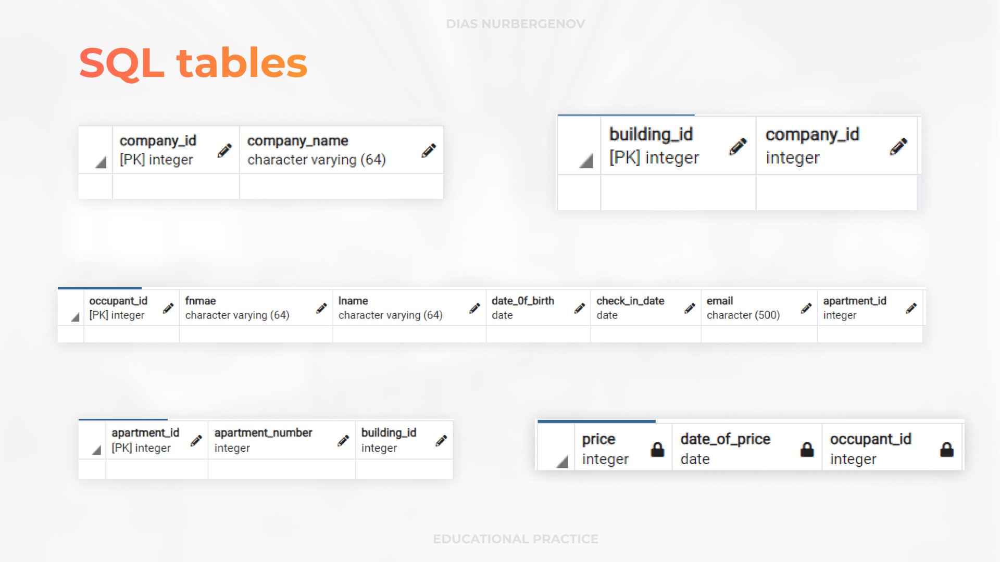 DIAS NURBERGENOV
SQL tables
company_id company_name
[PK] integer character varying (64)
building_id company_id
[PK] integer integer
occupant_id fnmae lname date_0f_birth check_in_date email apartment_id
[PK] integer character varying (64) character varying (64) date date character (500) integer
apartment_id apartment_number building_id
[PK] integer integer integer
price date_of_price occupant_id
integer date integer
EDUCATIONAL PRACTICE